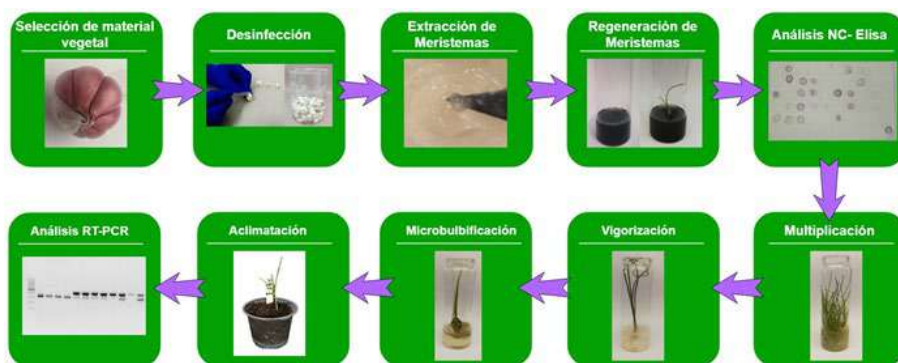 Selección de material
vegetal
Desinfección
Extracción de
Meristemas
Regeneración de
Meristemas
Análisis NC- Elisa
Multiplicación
Vigorización
Microbulbificación
Aclimatación
Análisis RT-PCR